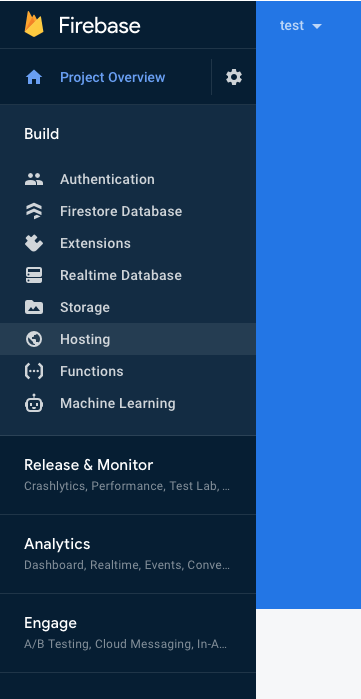 Firebase
test
Project Overview
Build
Authentication
Firestore Database
Extensions
Realtime Database
Storage
Hosting
Functions
Machine Learning
Release & Monitor
Crashlytics, Performance, Test Lab, ...
Analytics
Dashboard, Realtime, Events, Conve...
Engage
A/B Testing, Cloud Messaging, In-A...